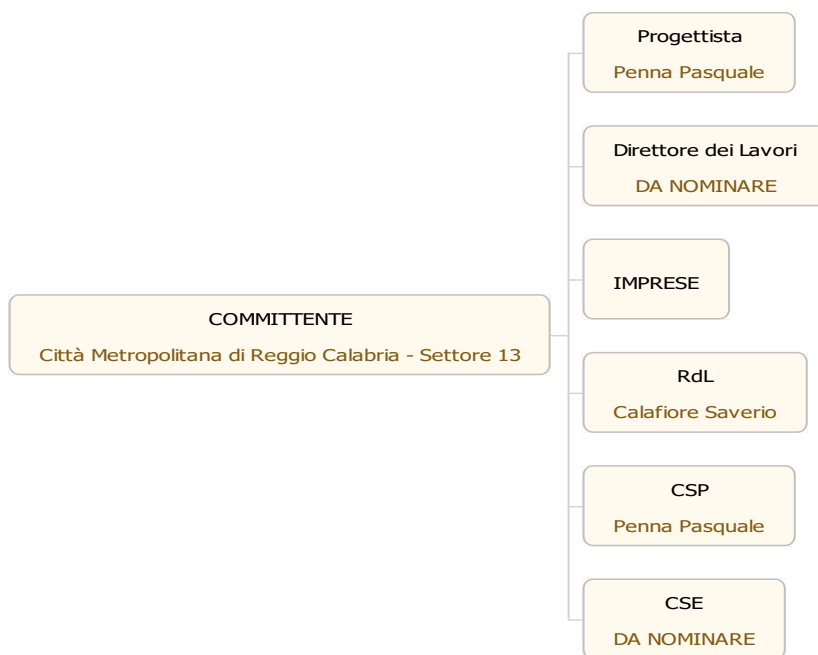 Progettista
Penna Pasquale
Direttore dei Lavori
DA NOMINARE
IMPRESE
COMMITTENTE
Città Metropolitana di Reggio Calabria - Settore 13
RdL
Calafiore Saverio
CSP
Penna Pasquale
CSE
DA NOMINARE